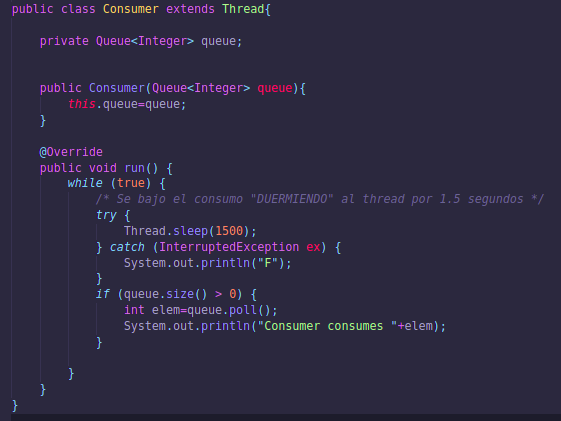 public class Consumer extends Thread{
private Queue<Integer> queue;
public Consumer(Queue<Integer> queue){
this.queue=queue;
}
@Override
public void run() {
while (true) {
/* Se bajo el consumo "DUERMIENDO" al thread por 1.5 segundos */
try {
Thread.sleep(1500);
} catch (InterruptedException ex) {
System.out.println("F");
}
if (queue.size() > 0) {
int elem=queue.poll();
System.out.println("Consumer consumes "+elem);
}
}
}
}